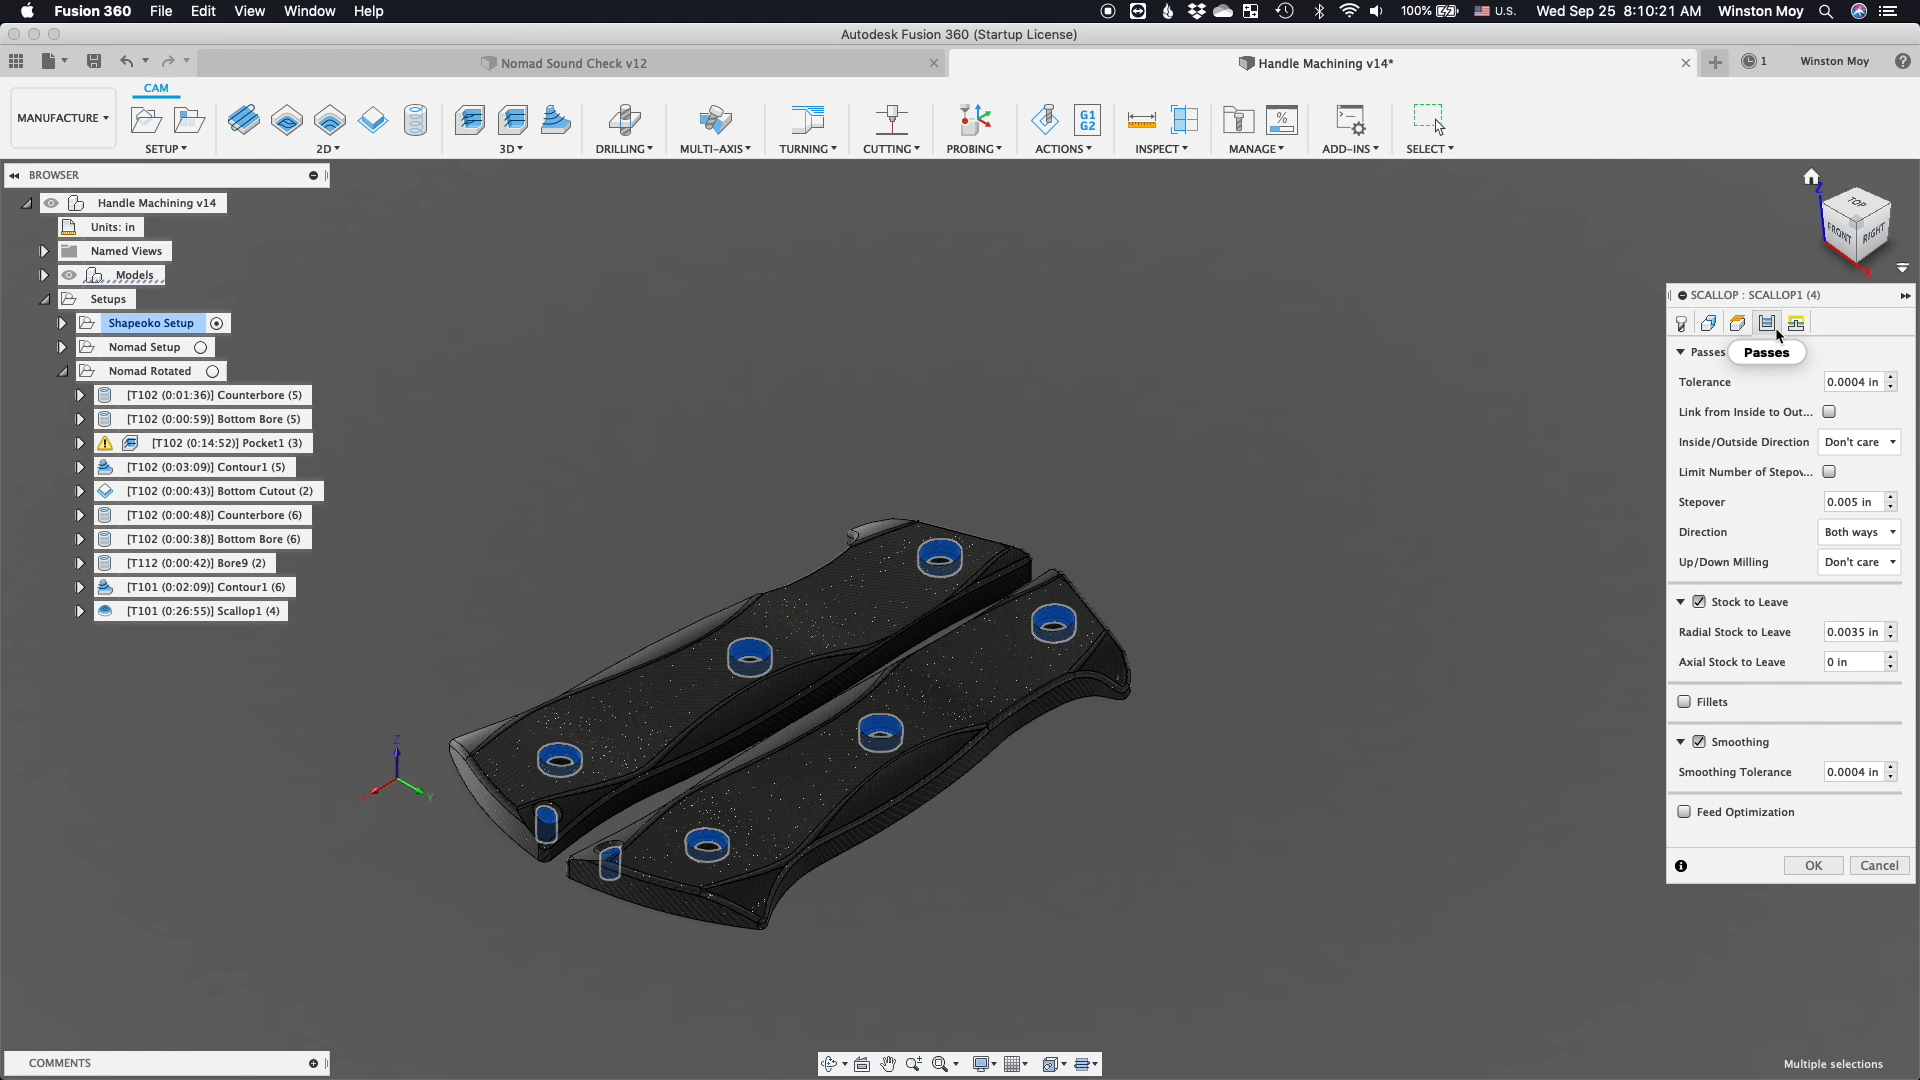 Fusion 360 File Edit View Window Help
100% U.S. Wed Sep 25 8:10:21 AM Winston Moy
Autodesk Fusion 360 (Startup License)
Nomad Sound Check v12
Handle Machining v14*
1
Winston Moy
CAM
MANUFACTURE
G1
G2
%
SETUP
2D
3D
DRILLING
MULTI-AXIS
TURNING
CUTTING
PROBING
ACTIONS
INSPECT
MANAGE
ADD-INS
SELECT
BROWSER
Handle Machining v14
Units: in
Named Views
Models
Setups
Shapeoko Setup
Nomad Setup
Nomad Rotated
[T102 (0:01:36)] Counterbore (5)
[T102 (0:00:59)] Bottom Bore (5)
[T102 (0:14:52)] Pocket1 (3)
[T102 (0:03:09)] Contour1 (5)
[T102 (0:00:43)] Bottom Cutout (2)
[T102 (0:00:48)] Counterbore (6)
[T102 (0:00:38)] Bottom Bore (6)
[T112 (0:00:42)] Bore9 (2)
[T101 (0:02:09)] Contour1 (6)
[T101 (0:26:55)] Scallop1 (4)
Z
X
Y
Z
TOP
FRONT
RIGHT
X
SCALLOP : SCALLOP1 (4)
Passes
Passes
Tolerance 0.0004 in
Link from Inside to Out...
Inside/Outside Direction Don't care
Limit Number of Stepov...
Stepover 0.005 in
Direction Both ways
Up/Down Milling Don't care
Stock to Leave
Radial Stock to Leave 0.0035 in
Axial Stock to Leave 0 in
Fillets
Smoothing
Smoothing Tolerance 0.0004 in
Feed Optimization
OK Cancel
COMMENTS
Multiple selections